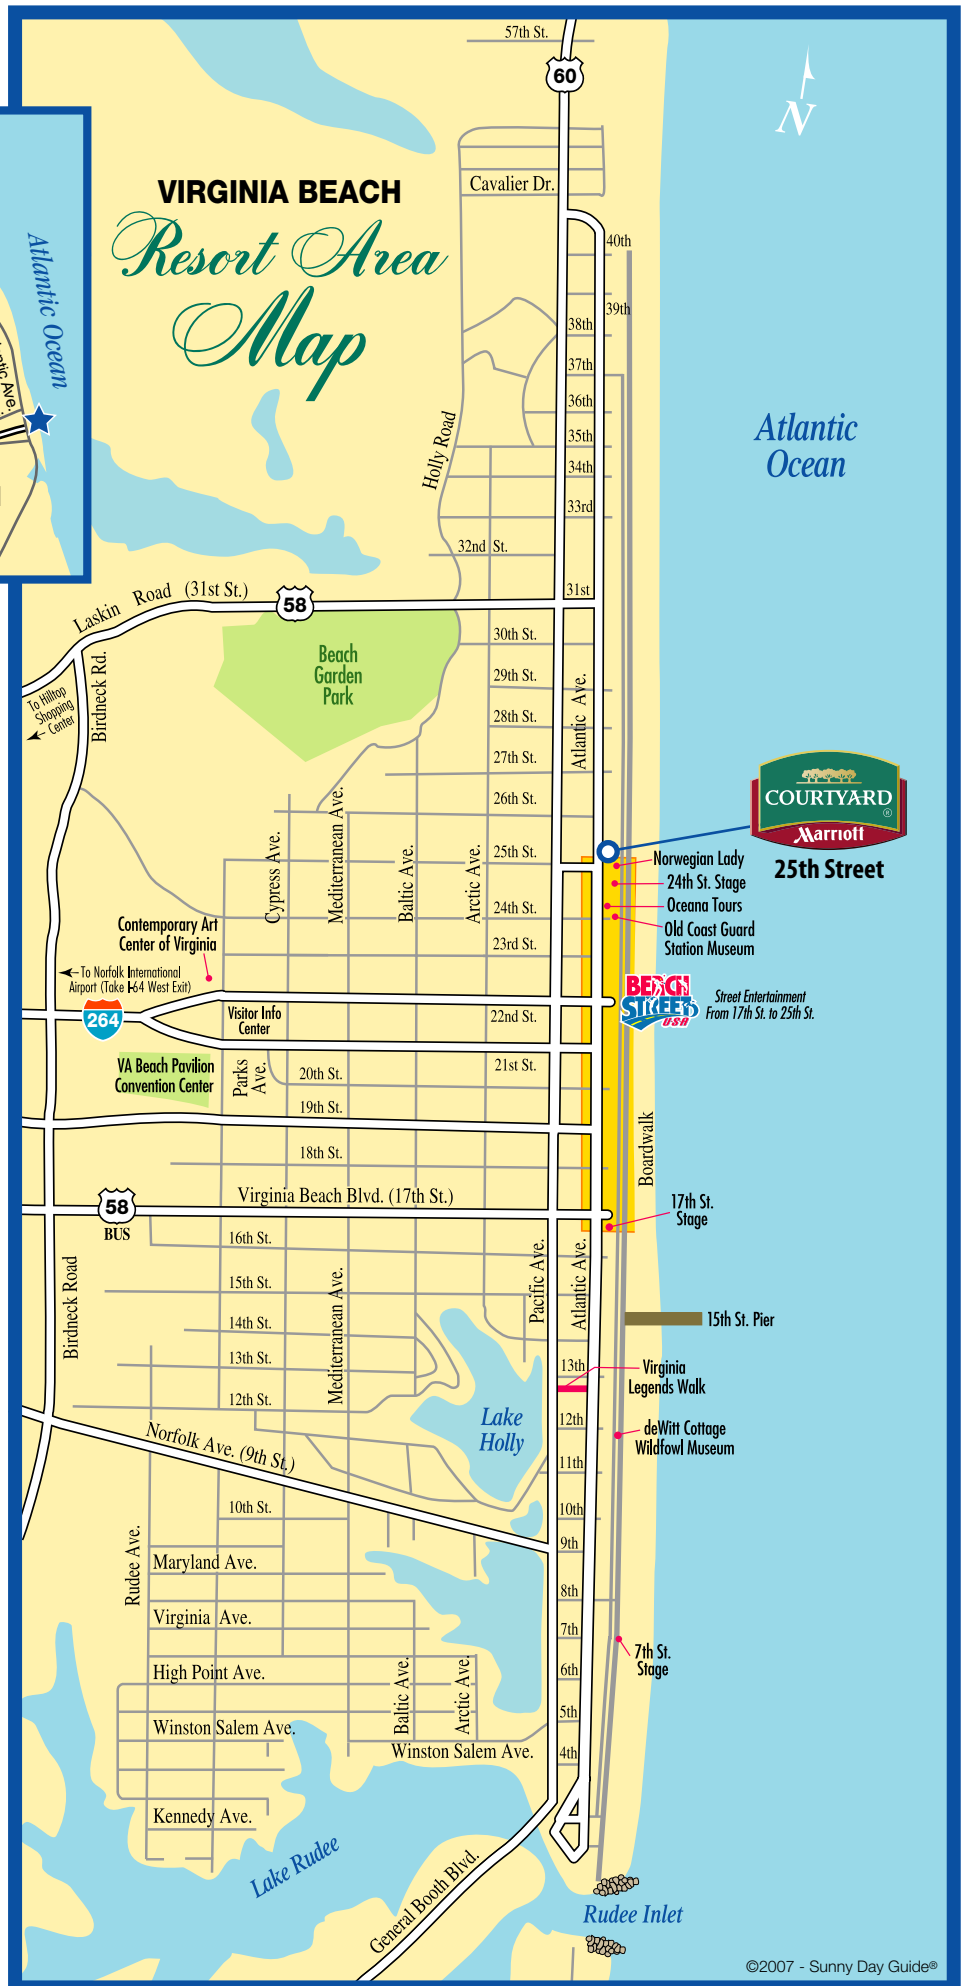 57th St.
60
N
Cavalier Dr.
VIRGINIA BEACH
Resort Area
Map
40th
39th
38th
37th
36th
35th
34th
33rd
Atlantic Ocean
Ave.
Holly Road
Atlantic
Ocean
32nd St.
31st
Laskin Road (31st St.)
58
Beach
Garden
Park
30th St.
29th St.
28th St.
27th St.
26th St.
25th St.
24th St.
23rd St.
22nd St.
21st St.
Atlantic Ave.
Birdneck Rd.
To Hilltop
Shopping
Center
COURTYARD
®
Marriott
25th Street
Cypress Ave.
Mediterranean Ave.
Baltic Ave.
Arctic Ave.
Norwegian Lady
24th St. Stage
Oceana Tours
Old Coast Guard
Station Museum
Contemporary Art
Center of Virginia
To Norfolk International
Airport (Take I-64 West Exit)
264
Visitor Info
Center
BEACH
STREET
USA
Street Entertainment
From 17th St. to 25th St.
VA Beach Pavilion
Convention Center
Parks
Ave.
20th St.
19th St.
18th St.
Boardwalk
Virginia Beach Blvd. (17th St.)
58
BUS
17th St.
Stage
16th St.
15th St.
14th St.
13th St.
12th St.
Birdneck Road
Mediterranean Ave.
Pacific Ave.
Atlantic Ave.
15th St. Pier
13th
Virginia
Legends Walk
12th
deWitt Cottage
Wildfowl Museum
Lake
Holly
11th
10th
9th
8th
7th
6th
5th
4th
Norfolk Ave. (9th St.)
10th St.
Rudee Ave.
Maryland Ave.
Virginia Ave.
High Point Ave.
Winston Salem Ave.
Baltic Ave.
Arctic Ave.
Winston Salem Ave.
7th St.
Stage
Kennedy Ave.
Lake Rudee
General Booth Blvd.
Rudee Inlet
©2007 - Sunny Day Guide®